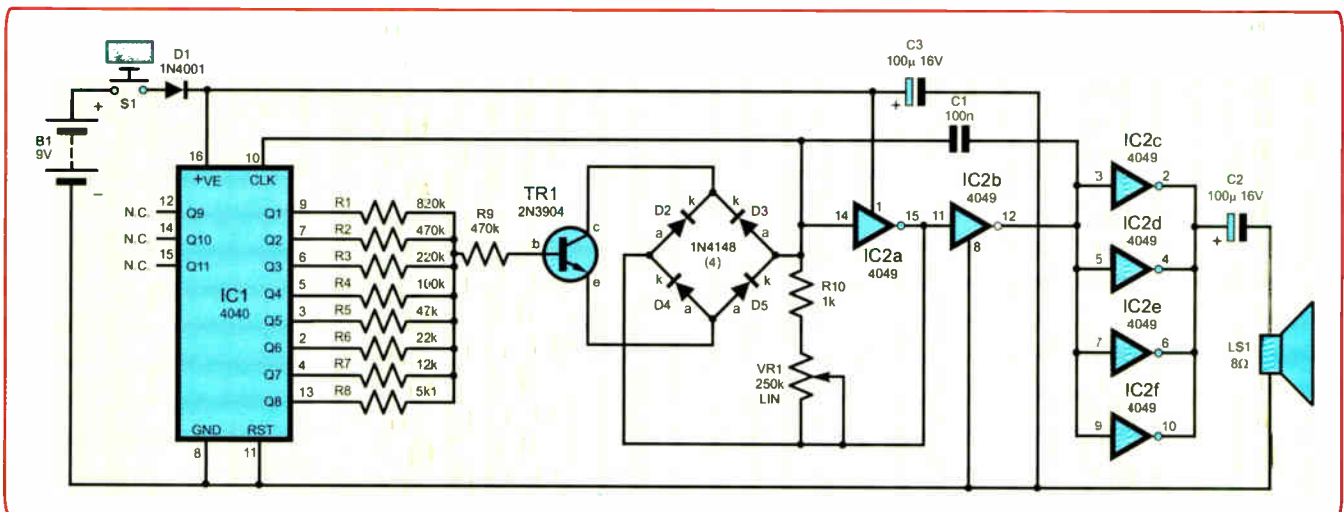 D1
1N4001
S1
+
B1
9V
–
C3
100µ 16V
+
C1
100n
16
10
+VE
CLK
N.C.
12
Q9
N.C.
14
Q10
N.C.
15
Q11
IC1
4040
Q1
9
R1
820k
Q2
7
R2
470k
Q3
6
R3
220k
Q4
5
R4
100k
Q5
3
R5
47k
Q6
2
R6
22k
Q7
4
R7
12k
Q8
13
R8
5k1
GND
RST
8
11
R9
470k
TR1
2N3904
b
c
e
D2
k
a
D3
k
a
1N4148
(4)
D4
k
a
D5
k
a
R10
1k
VR1
250k
LIN
14
1
15
IC2a
4049
IC2b
4049
11
12
8
IC2c
4049
3
2
IC2d
4049
5
4
IC2e
4049
7
6
IC2f
4049
9
10
C2
100µ 16V
+
LS1
8Ω